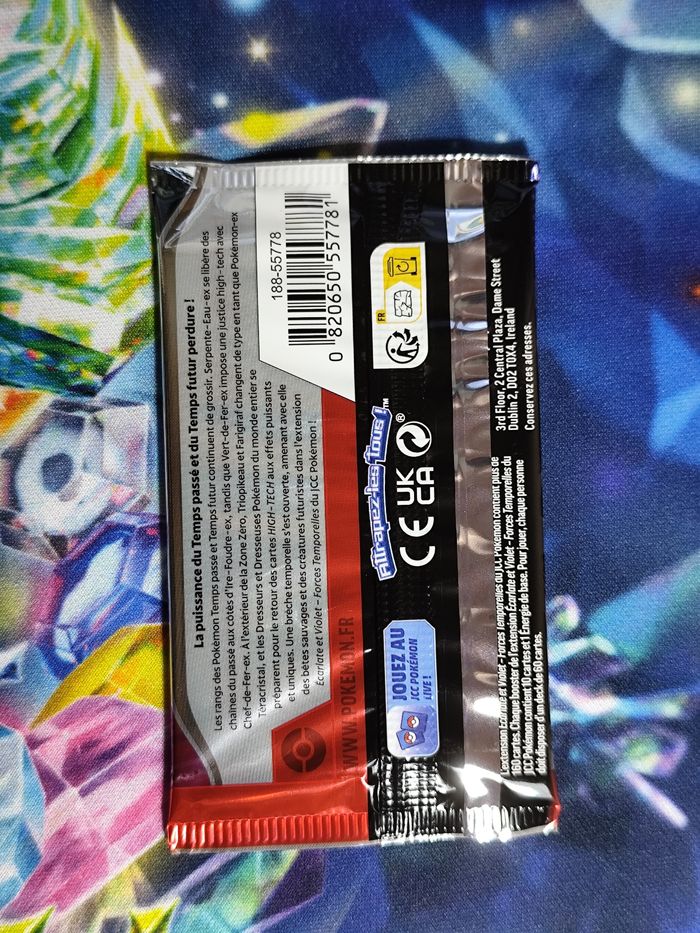 La puissance du Temps passé et du Temps futur perdure !
Les rangs des Pokémon Temps passé et Temps futur continuent de grossir. Serpente-Eau-ex se libère des
chaînes du passé aux côtés d'Ire-Foudre-ex, tandis que Vert-de-Fer-ex impose une justice high-tech avec
Chef-de-Fer-ex. À l'extérieur de la Zone Zéro, Triopikeau et Farigiraf changent de type en tant que Pokémon-ex
Téracristal, et les Dresseurs et Dresseuses Pokémon du monde entier se
préparent pour le retour des cartes HIGH-TECH aux effets puissants
et uniques. Une brèche temporelle s'est ouverte, amenant avec elle
des bêtes sauvages et des créatures futuristes dans l'extension
Écarlate et Violet – Forces Temporelles du JCC Pokémon !
188-55778
0 820650 557781
WWW.POKEMON.FR
FR
Attrapez-les Tous !™
CE UK CA ®
JOUEZ AU
JCC POKÉMON
LIVE !
L'extension Écarlate et Violet – Forces Temporelles du JCC Pokémon contient plus de
160 cartes. Chaque booster de l'extension Écarlate et Violet – Forces Temporelles du
JCC Pokémon contient 10 cartes et 1 Énergie de base. Pour jouer, chaque personne
doit disposer d'un deck de 60 cartes.
3rd Floor, 2 Central Plaza, Dame Street
Dublin 2, D02 T0X4, Ireland
Conservez ces adresses.